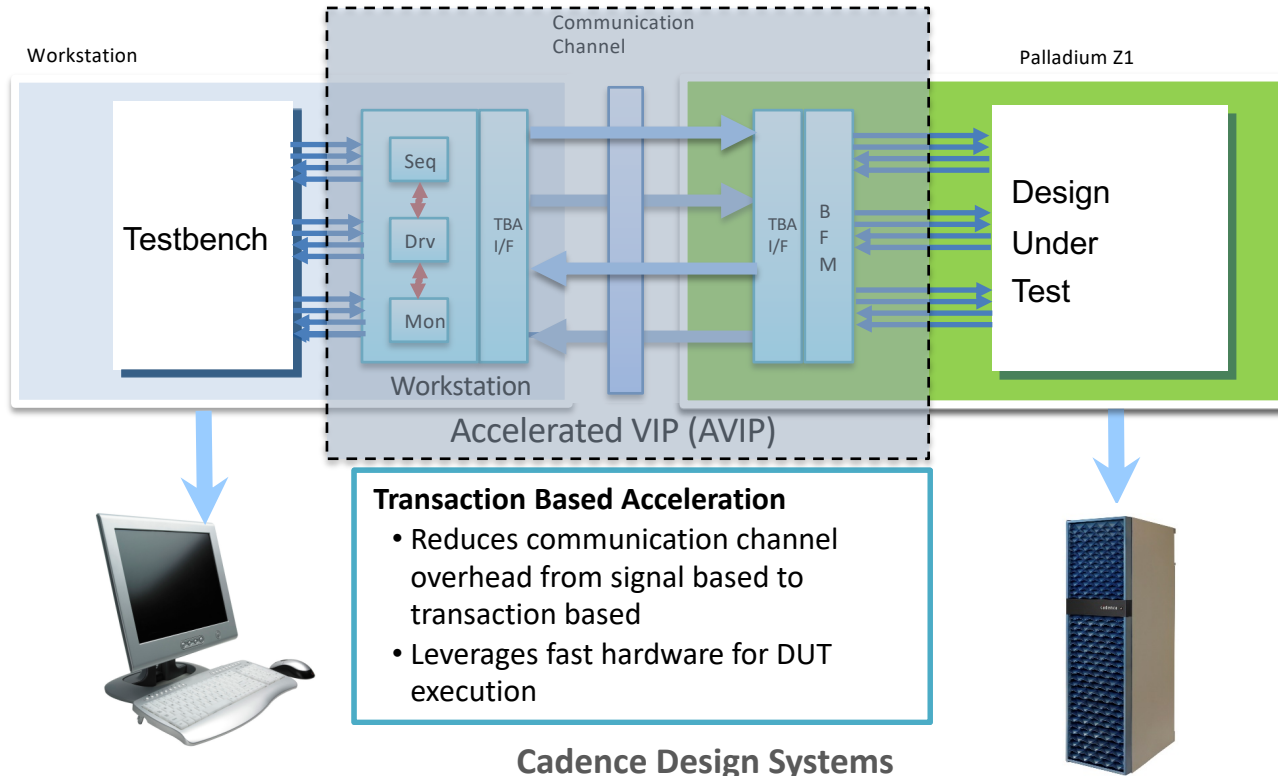 Communication
Channel
Workstation
Palladium Z1
Testbench
Seq
Drv
Mon
TBA
I/F
Workstation
TBA
I/F
B
F
M
Design
Under
Test
Accelerated VIP (AVIP)
Transaction Based Acceleration
• Reduces communication channel
overhead from signal based to
transaction based
• Leverages fast hardware for DUT
execution
cadence
Cadence Design Systems